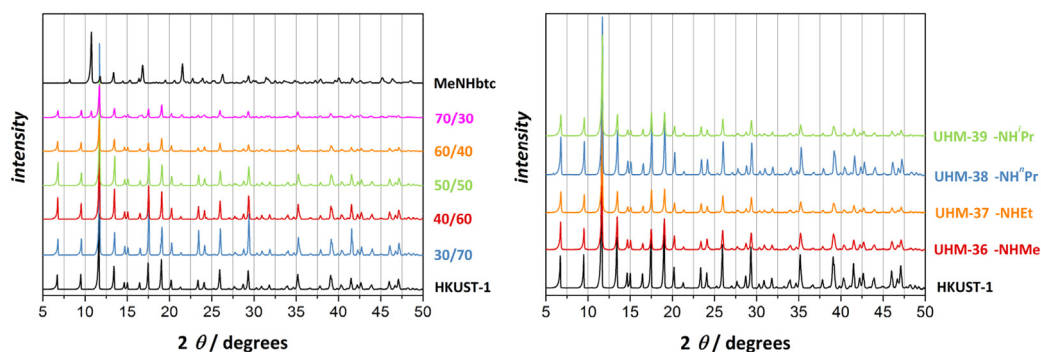 intensity
MeNHbtc
70/30
60/40
50/50
40/60
30/70
HKUST-1
5 10 15 20 25 30 35 40 45 50
2 θ / degrees
intensity
UHM-39 -NHⁱPr
UHM-38 -NHⁿPr
UHM-37 -NHEt
UHM-36 -NHMe
HKUST-1
5 10 15 20 25 30 35 40 45 50
2 θ / degrees